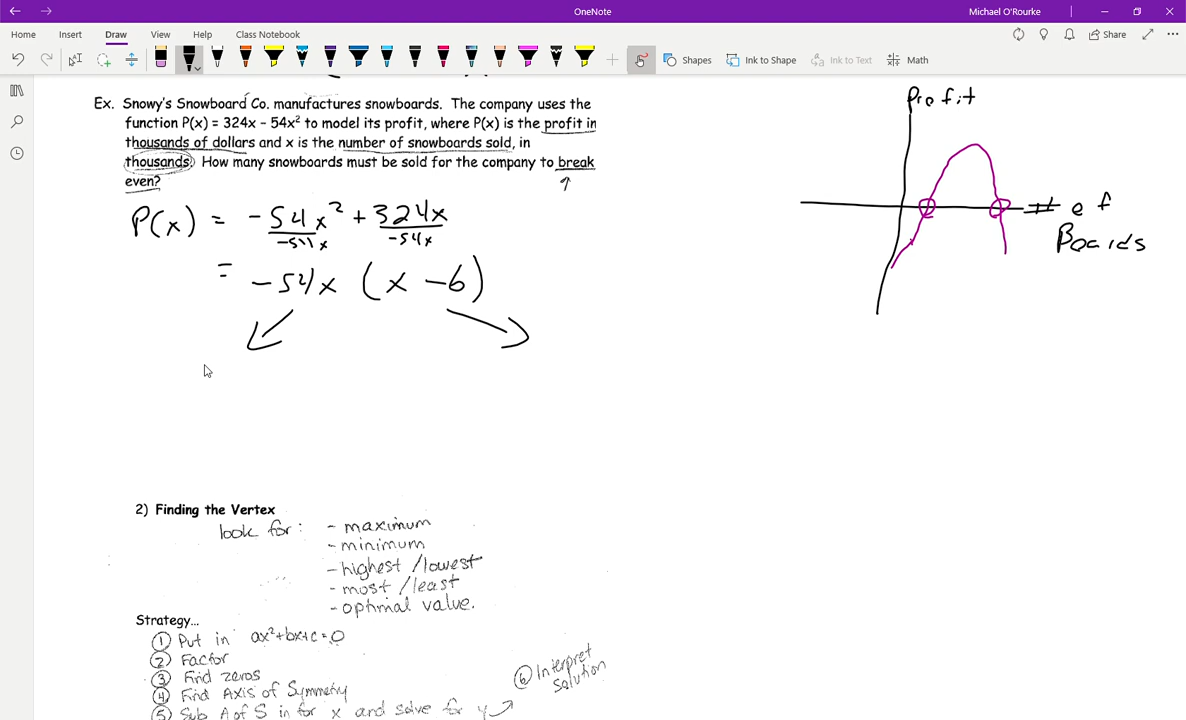 OneNote
Michael O'Rourke
Home Insert Draw View Help Class Notebook
Share
Shapes Ink to Shape Ink to Text Math
Ex. Snowy's Snowboard Co. manufactures snowboards. The company uses the
function P(x) = 324x – 54x² to model its profit, where P(x) is the profit in
thousands of dollars and x is the number of snowboards sold, in
thousands. How many snowboards must be sold for the company to break
even?
P(x) = -54x² + 324x
-54x -54x
= -54x (x - 6)
Profit
# of
Boards
2) Finding the Vertex
look for: - maximum
- minimum
- highest / lowest
- most / least
- optimal value.
Strategy...
① Put in ax²+bx+c=0
② Factor
③ Find zeros
④ Find Axis of Symmetry
⑤ Sub A of S in for x and solve for y
⑥ Interpret
Solution